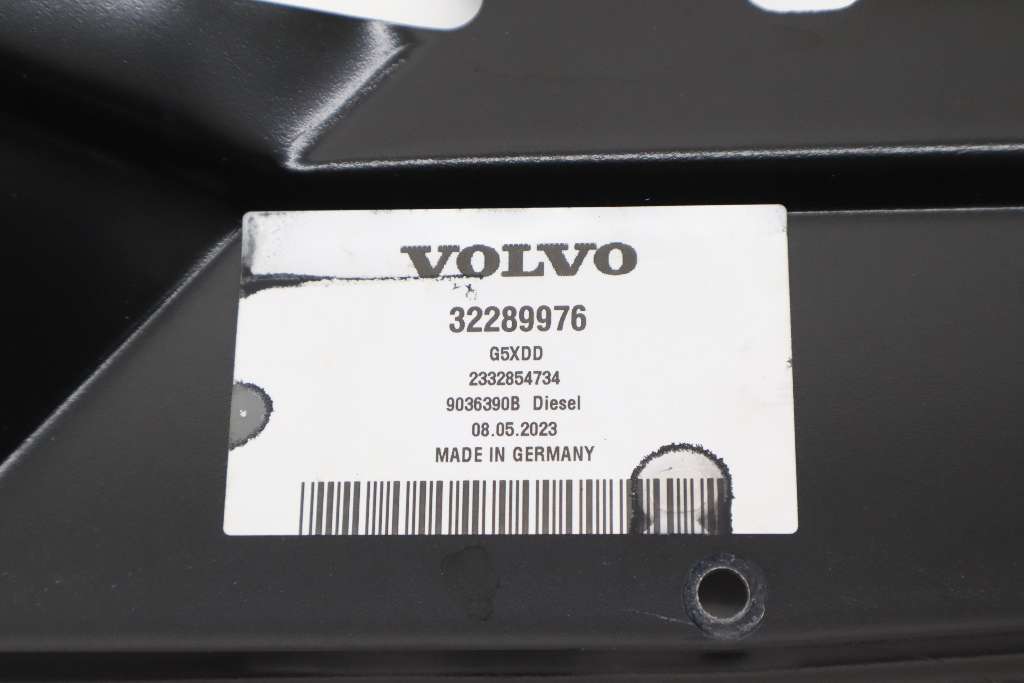 VOLVO
32289976
G5XDD
2332854734
9036390B Diesel
08.05.2023
MADE IN GERMANY